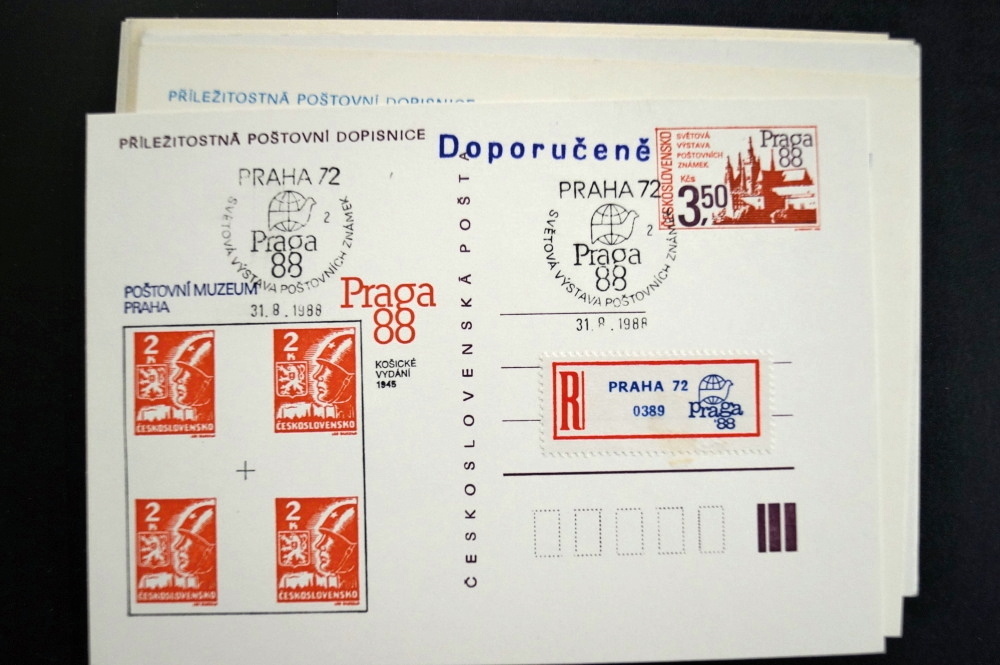 PŘÍLEŽITOSTNÁ POŠTOVNÍ DOPISNICE
PŘÍLEŽITOSTNÁ POŠTOVNÍ DOPISNICE
Doporučeně
PRAHA 72
2
Praga
88
SVĚTOVÁ VÝSTAVA POŠTOVNÍCH ZNÁMEK
31.8.1988
POŠTOVNÍ MUZEUM
PRAHA
Praga
88
KOŠICKÉ
VYDÁNÍ
1945
2
K
ČESKOSLOVENSKO
2
K
ČESKOSLOVENSKO
2
K
ČESKOSLOVENSKO
2
K
ČESKOSLOVENSKO
ČESKOSLOVENSKÁ POŠTA
PRAHA 72
2
Praga
88
SVĚTOVÁ VÝSTAVA POŠTOVNÍCH ZNÁM
31.8.1988
ČESKOSLOVENSKO
SVĚTOVÁ
VÝSTAVA
POŠTOVNÍCH
ZNÁMEK
Kčs
3,50
Praga
88
R
PRAHA 72
0389
Praga
'88